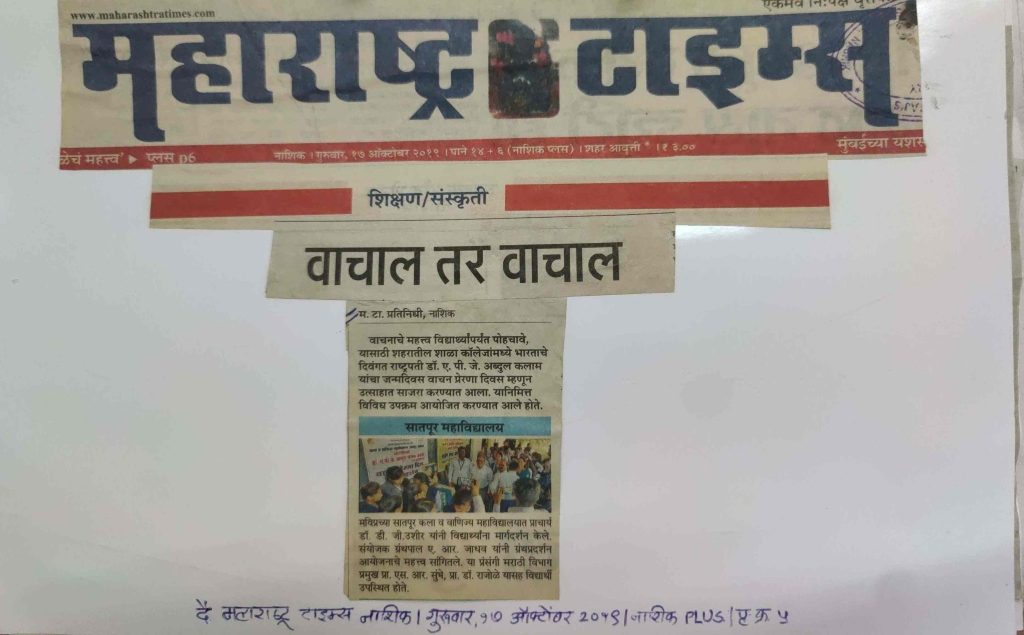 www.maharashtratimes.com
महाराष्ट्र टाइम्स
ळेचं महत्त्व' ▸ प्लस p6
नाशिक । गुरुवार, १७ ऑक्टोबर २०१९ । पाने १४ + ६ (नाशिक प्लस) । शहर आवृत्ती * । ₹ ३.००
मुंबईच्या यशस
शिक्षण/संस्कृती
वाचाल तर वाचाल
म. टा. प्रतिनिधी, नाशिक
वाचनाचे महत्त्व विद्यार्थ्यांपर्यंत पोहचावे,
यासाठी शहरातील शाळा कॉलेजांमध्ये भारताचे
दिवंगत राष्ट्रपती डॉ. ए. पी. जे. अब्दुल कलाम
यांचा जन्मदिवस वाचन प्रेरणा दिवस म्हणून
उत्साहात साजरा करण्यात आला. यानिमित्त
विविध उपक्रम आयोजित करण्यात आले होते.
सातपूर महाविद्यालय
मविप्रच्या सातपूर कला व वाणिज्य महाविद्यालयात प्राचार्य
डॉ. डी. जी.उशीर यांनी विद्यार्थ्यांना मार्गदर्शन केले.
संयोजक ग्रंथपाल ए. आर. जाधव यांनी ग्रंथप्रदर्शन
आयोजनाचे महत्त्व सांगितले. या प्रसंगी मराठी विभाग
प्रमुख प्रा. एस. आर. सुंभे, प्रा. डॉ. राजोळे यासह विद्यार्थी
उपस्थित होते.
दै महाराष्ट्र टाइम्स नाशिक । गुरूवार, १७ ऑक्टोंबर २०१९ । नाशिक PLUS । पृ.क्र ५